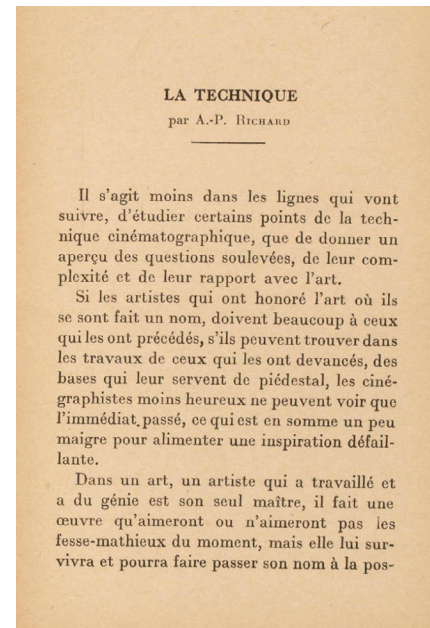 LA TECHNIQUE
par A.-P. RICHARD
Il s'agit moins dans les lignes qui vont
suivre, d'étudier certains points de la tech-
nique cinématographique, que de donner un
aperçu des questions soulevées, de leur com-
plexité et de leur rapport avec l'art.
Si les artistes qui ont honoré l'art où ils
se sont fait un nom, doivent beaucoup à ceux
qui les ont précédés, s'ils peuvent trouver dans
les travaux de ceux qui les ont devancés, des
bases qui leur servent de piédestal, les ciné-
graphistes moins heureux ne peuvent voir que
l'immédiat passé, ce qui est en somme un peu
maigre pour alimenter une inspiration défail-
lante.
Dans un art, un artiste qui a travaillé et
a du génie est son seul maître, il fait une
œuvre qu'aimeront ou n'aimeront pas les
fesse-mathieux du moment, mais elle lui sur-
vivra et pourra faire passer son nom à la pos-